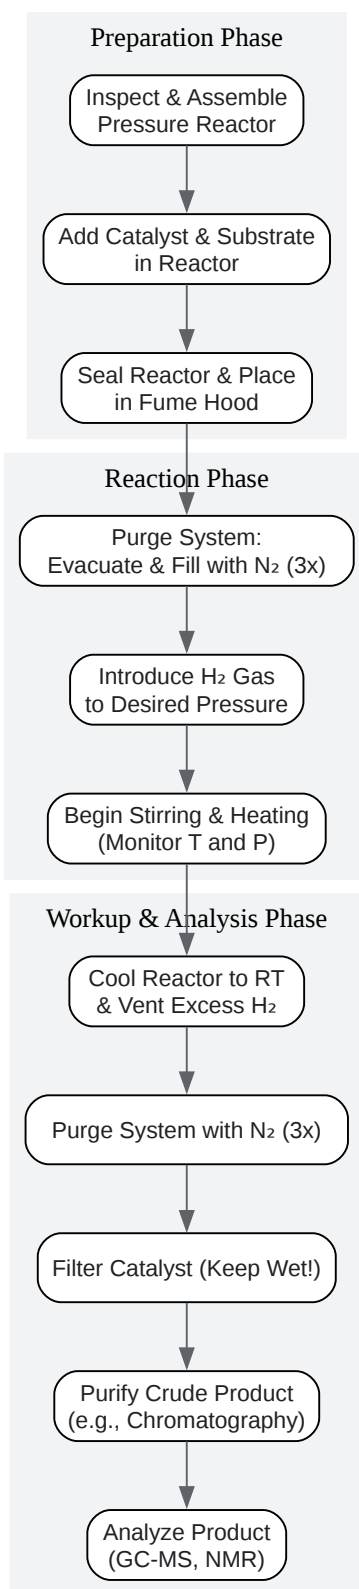 Preparation Phase
Inspect & Assemble
Pressure Reactor
Add Catalyst & Substrate
in Reactor
Seal Reactor & Place
in Fume Hood
Reaction Phase
Purge System:
Evacuate & Fill with N₂ (3x)
Introduce H₂ Gas
to Desired Pressure
Begin Stirring & Heating
(Monitor T and P)
Workup & Analysis Phase
Cool Reactor to RT
& Vent Excess H₂
Purge System with N₂ (3x)
Filter Catalyst (Keep Wet!)
Purify Crude Product
(e.g., Chromatography)
Analyze Product
(GC-MS, NMR)